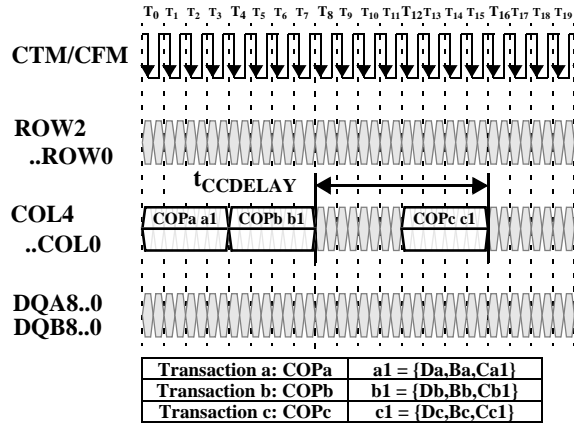 T0 T1 T2 T3 T4 T5 T6 T7 T8 T9 T10 T11 T12 T13 T14 T15 T16 T17 T18 T19
CTM/CFM
ROW2
..ROW0
tCCDELAY
COL4
..COL0
COPa a1 COPb b1 COPc c1
DQA8..0
DQB8..0
Transaction a: COPa a1 = {Da,Ba,Ca1}
Transaction b: COPb b1 = {Db,Bb,Cb1}
Transaction c: COPc c1 = {Dc,Bc,Cc1}